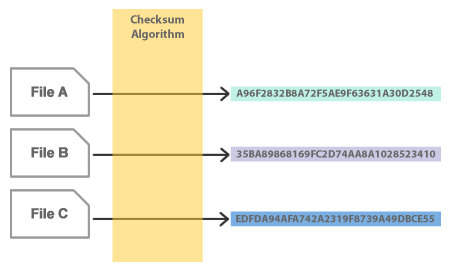 Checksum
Algorithm
File A
A96F2832B8A72F5AE9F63631A30D2548
File B
35BA89868169FC2D74AA8A1028523410
File C
EDFDA94AFA742A2319F8739A49DBCE55